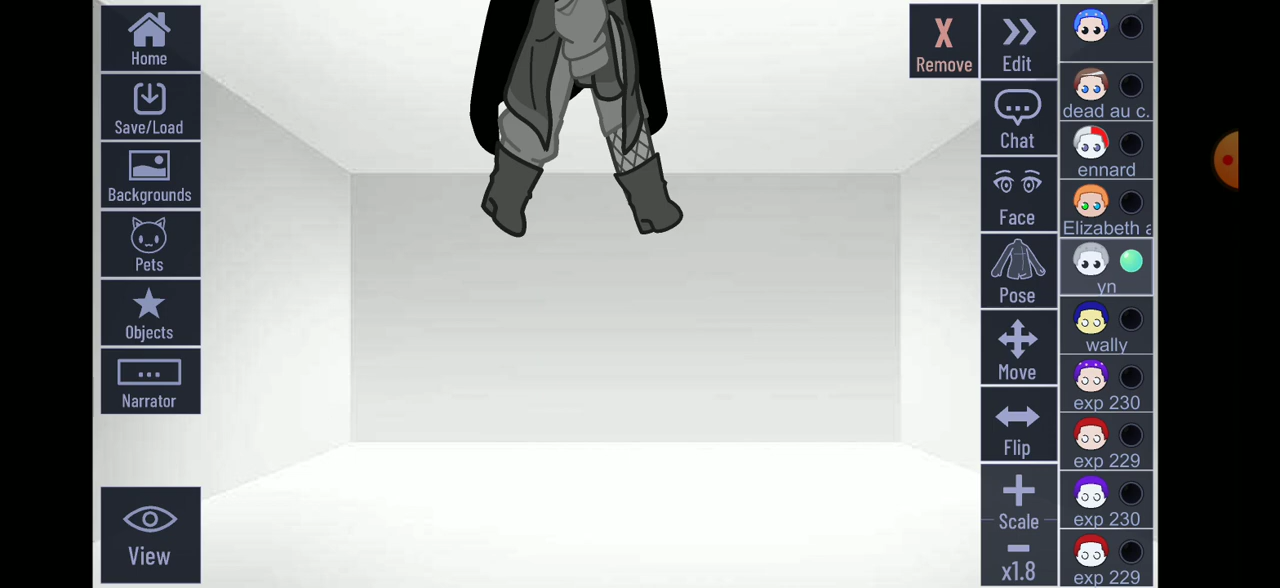 Home
Save/Load
Backgrounds
Pets
Objects
Narrator
View
X
Remove
Edit
Chat
Face
Pose
Move
Flip
Scale
x1.8
dead au c.
ennard
Elizabeth a
yn
wally
exp 230
exp 229
exp 230
exp 229